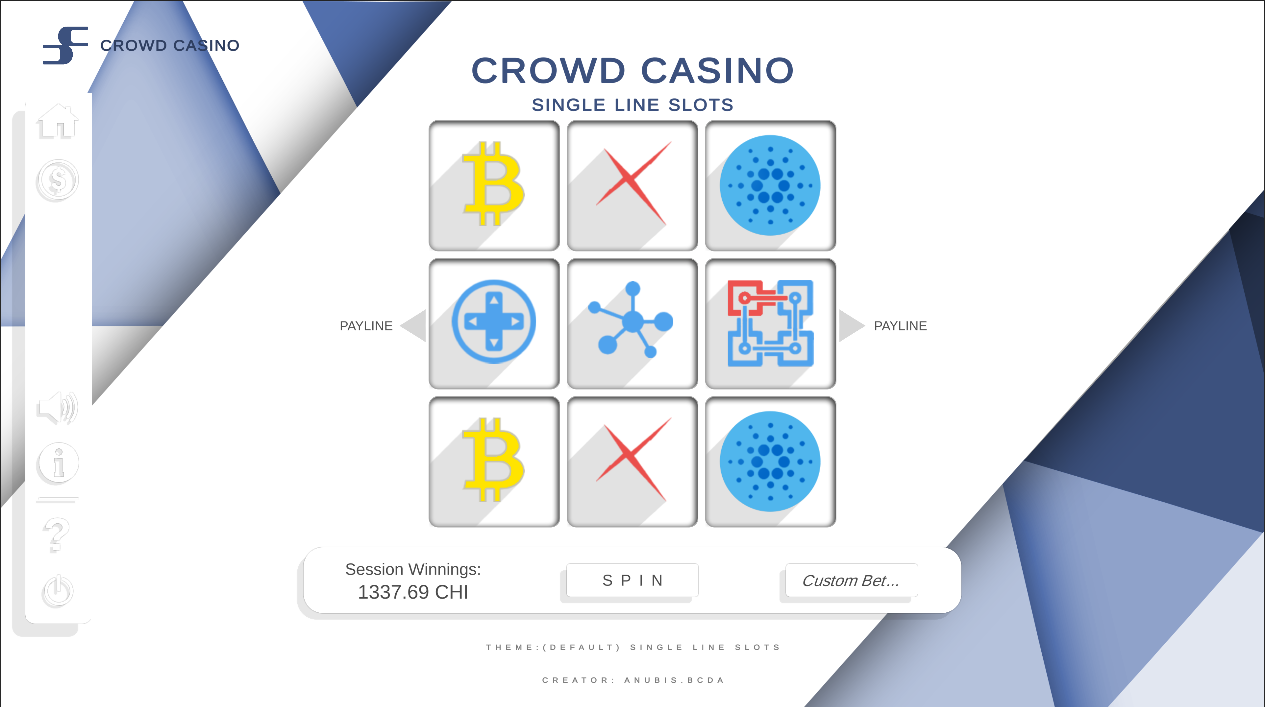 CROWD CASINO
CROWD CASINO
SINGLE LINE SLOTS
PAYLINE
PAYLINE
Session Winnings:
1337.69 CHI
SPIN
Custom Bet...
THEME:(DEFAULT) SINGLE LINE SLOTS
CREATOR: ANUBIS.BCDA